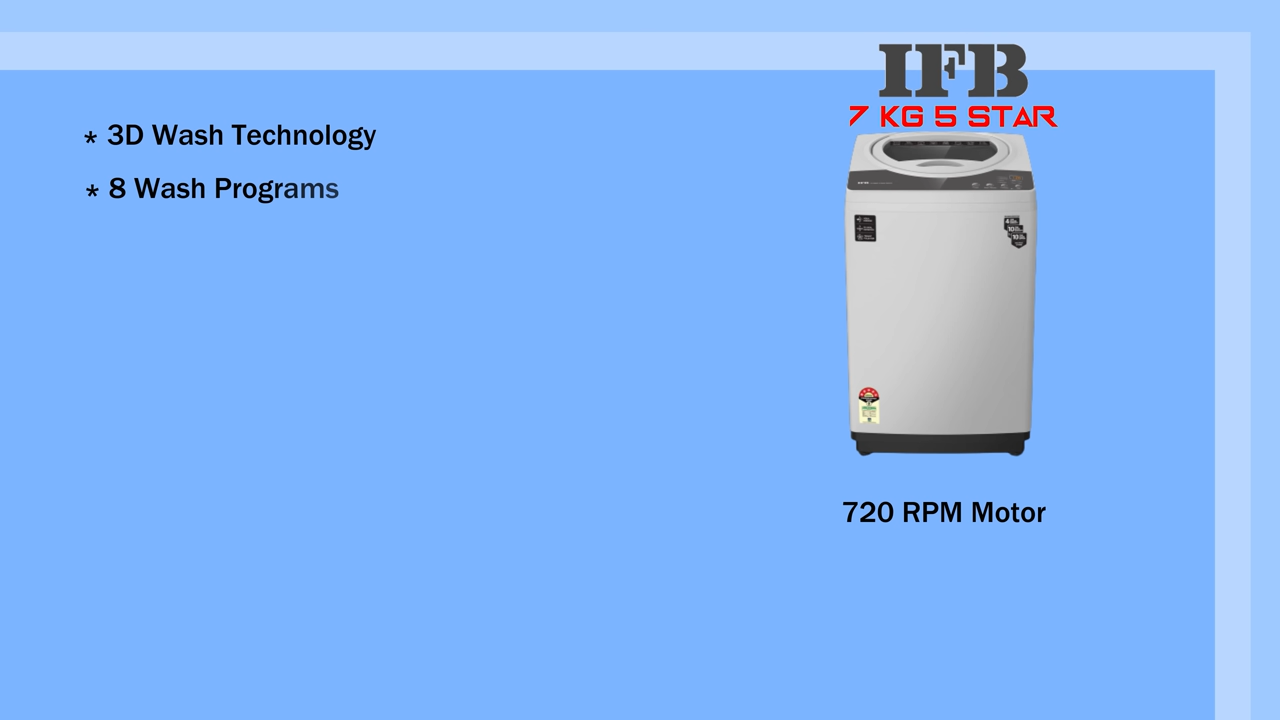 IFB
7 KG 5 STAR
* 3D Wash Technology
* 8 Wash Programs
720 RPM Motor